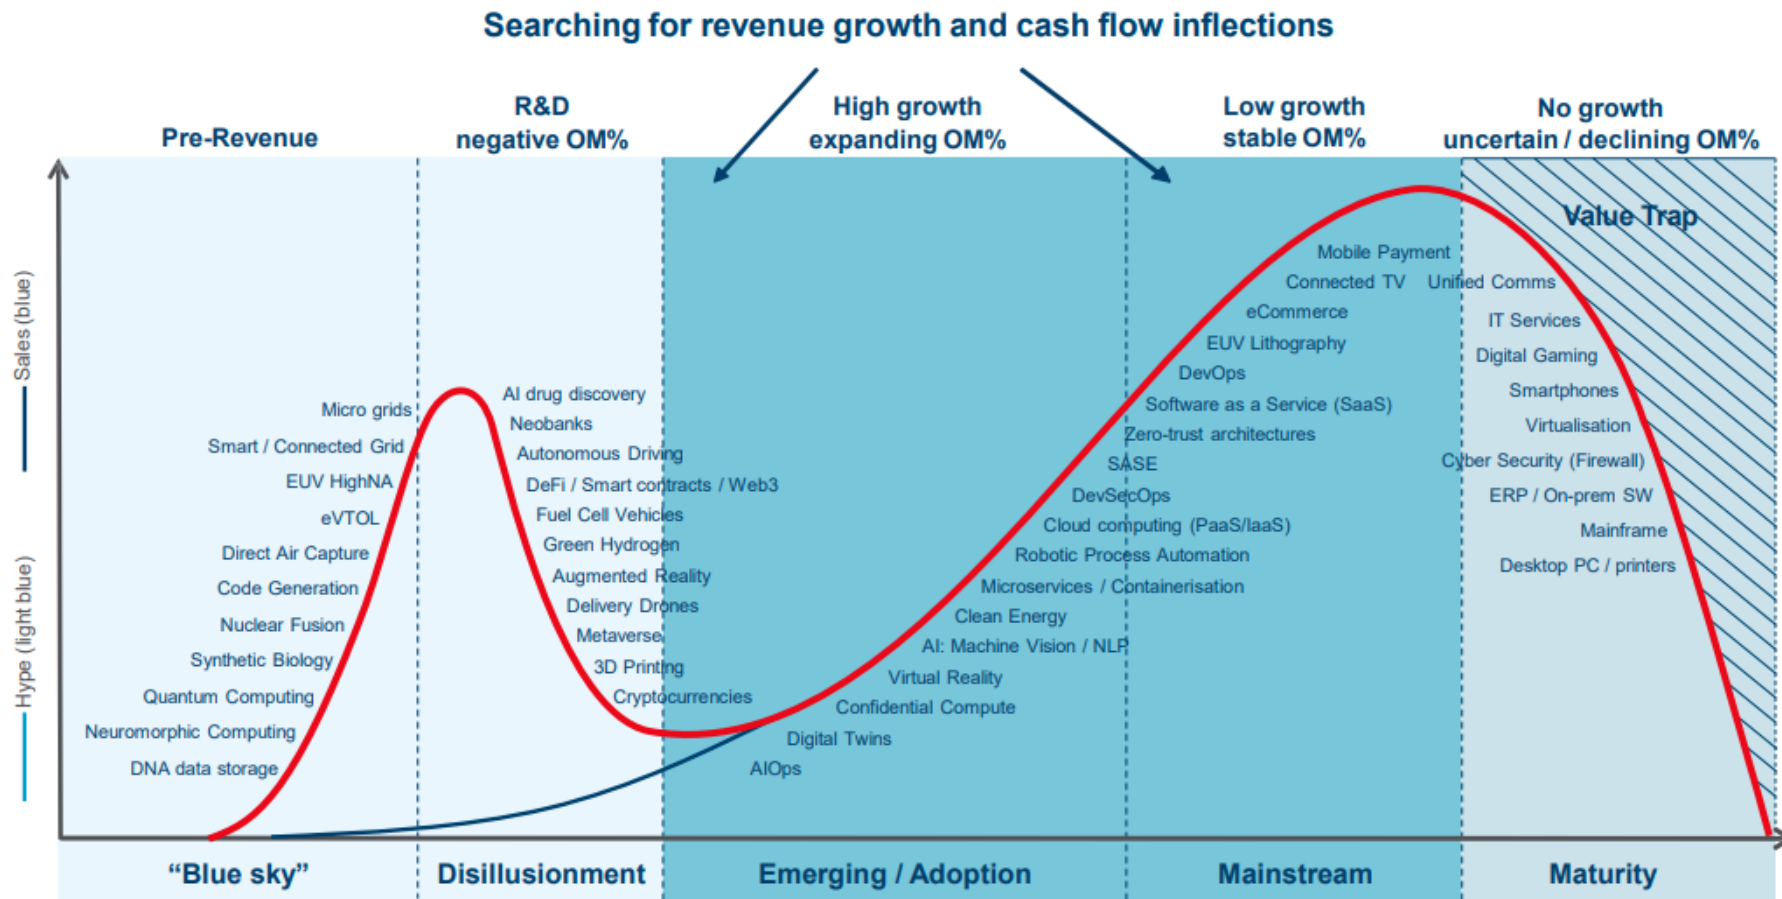 Searching for revenue growth and cash flow inflections
Pre-Revenue
R&D
negative OM%
High growth
expanding OM%
Low growth
stable OM%
No growth
uncertain / declining OM%
Sales (blue)
Hype (light blue)
Micro grids
Smart / Connected Grid
EUV HighNA
eVTOL
Direct Air Capture
Code Generation
Nuclear Fusion
Synthetic Biology
Quantum Computing
Neuromorphic Computing
DNA data storage
AI drug discovery
Neobanks
Autonomous Driving
DeFi / Smart contracts / Web3
Fuel Cell Vehicles
Green Hydrogen
Augmented Reality
Delivery Drones
Metaverse
3D Printing
Cryptocurrencies
Mobile Payment
Connected TV
eCommerce
EUV Lithography
DevOps
Software as a Service (SaaS)
Zero-trust architectures
SASE
DevSecOps
Cloud computing (PaaS/IaaS)
Robotic Process Automation
Microservices / Containerisation
Clean Energy
AI: Machine Vision / NLP
Virtual Reality
Confidential Compute
Digital Twins
AIOps
Value Trap
Unified Comms
IT Services
Digital Gaming
Smartphones
Virtualisation
Cyber Security (Firewall)
ERP / On-prem SW
Mainframe
Desktop PC / printers
“Blue sky”
Disillusionment
Emerging / Adoption
Mainstream
Maturity